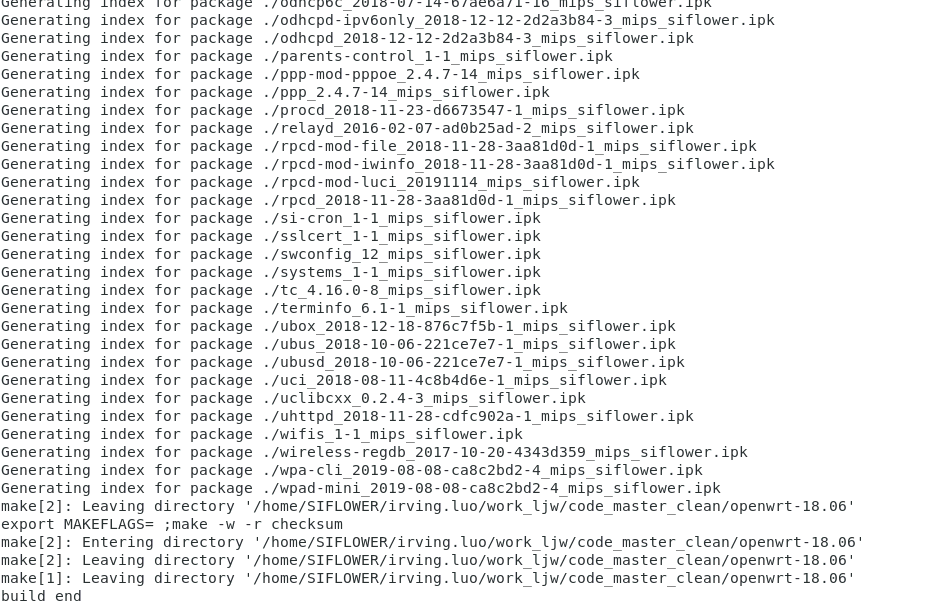 Generating index for package ./odhcp6c_2018-07-14-67ae6a71-16_mips_siflower.ipk
Generating index for package ./odhcpd-ipv6only_2018-12-12-2d2a3b84-3_mips_siflower.ipk
Generating index for package ./odhcpd_2018-12-12-2d2a3b84-3_mips_siflower.ipk
Generating index for package ./parents-control_1-1_mips_siflower.ipk
Generating index for package ./ppp-mod-pppoe_2.4.7-14_mips_siflower.ipk
Generating index for package ./ppp_2.4.7-14_mips_siflower.ipk
Generating index for package ./procd_2018-11-23-d6673547-1_mips_siflower.ipk
Generating index for package ./relayd_2016-02-07-ad0b25ad-2_mips_siflower.ipk
Generating index for package ./rpcd-mod-file_2018-11-28-3aa81d0d-1_mips_siflower.ipk
Generating index for package ./rpcd-mod-iwinfo_2018-11-28-3aa81d0d-1_mips_siflower.ipk
Generating index for package ./rpcd-mod-luci_20191114_mips_siflower.ipk
Generating index for package ./rpcd_2018-11-28-3aa81d0d-1_mips_siflower.ipk
Generating index for package ./si-cron_1-1_mips_siflower.ipk
Generating index for package ./sslcert_1-1_mips_siflower.ipk
Generating index for package ./swconfig_12_mips_siflower.ipk
Generating index for package ./systems_1-1_mips_siflower.ipk
Generating index for package ./tc_4.16.0-8_mips_siflower.ipk
Generating index for package ./terminfo_6.1-1_mips_siflower.ipk
Generating index for package ./ubox_2018-12-18-876c7f5b-1_mips_siflower.ipk
Generating index for package ./ubus_2018-10-06-221ce7e7-1_mips_siflower.ipk
Generating index for package ./ubusd_2018-10-06-221ce7e7-1_mips_siflower.ipk
Generating index for package ./uci_2018-08-11-4c8b4d6e-1_mips_siflower.ipk
Generating index for package ./uclibcxx_0.2.4-3_mips_siflower.ipk
Generating index for package ./uhttpd_2018-11-28-cdfc902a-1_mips_siflower.ipk
Generating index for package ./wifis_1-1_mips_siflower.ipk
Generating index for package ./wireless-regdb_2017-10-20-4343d359_mips_siflower.ipk
Generating index for package ./wpa-cli_2019-08-08-ca8c2bd2-4_mips_siflower.ipk
Generating index for package ./wpad-mini_2019-08-08-ca8c2bd2-4_mips_siflower.ipk
make[2]: Leaving directory '/home/SIFLOWER/irving.luo/work_ljw/code_master_clean/openwrt-18.06'
export MAKEFLAGS= ;make -w -r checksum
make[2]: Entering directory '/home/SIFLOWER/irving.luo/work_ljw/code_master_clean/openwrt-18.06'
make[2]: Leaving directory '/home/SIFLOWER/irving.luo/work_ljw/code_master_clean/openwrt-18.06'
make[1]: Leaving directory '/home/SIFLOWER/irving.luo/work_ljw/code_master_clean/openwrt-18.06'
build end